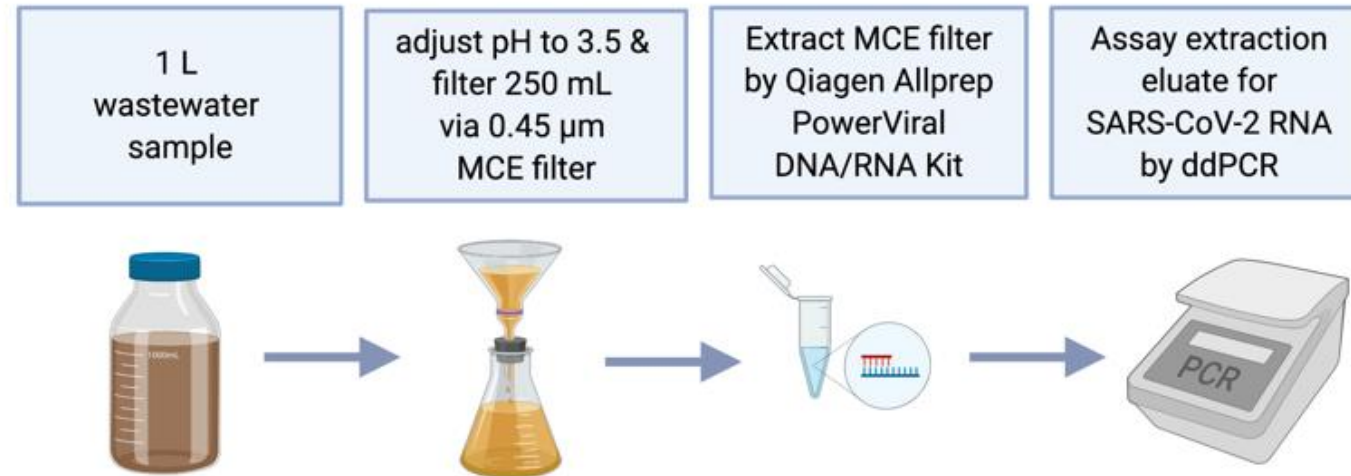 1 L
wastewater
sample
adjust pH to 3.5 &
filter 250 mL
via 0.45 µm
MCE filter
Extract MCE filter
by Qiagen Allprep
PowerViral
DNA/RNA Kit
Assay extraction
eluate for
SARS-CoV-2 RNA
by ddPCR
1000mL
PCR